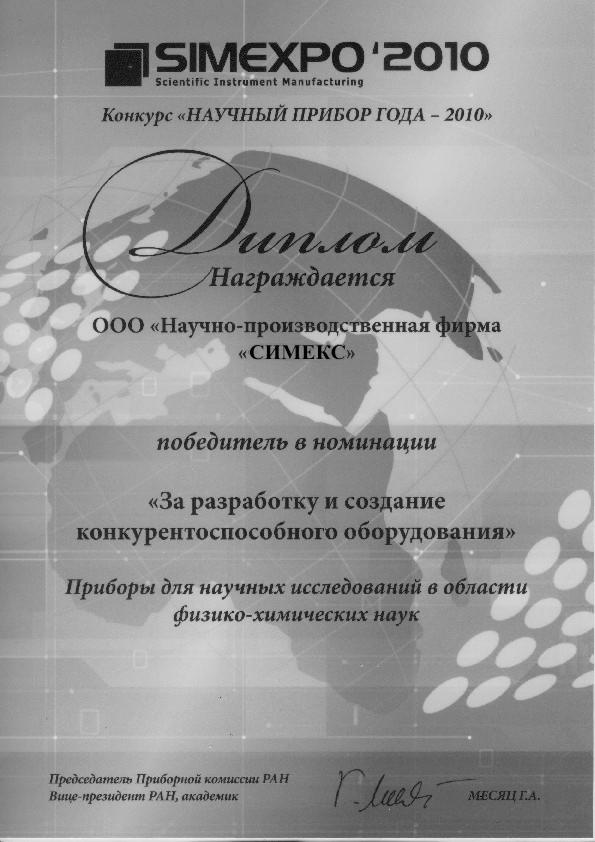 SIMEXPO '2010
Scientific Instrument Manufacturing
Конкурс «НАУЧНЫЙ ПРИБОР ГОДА – 2010»
Диплом
Награждается
ООО «Научно-производственная фирма
«СИМЕКС»
победитель в номинации
«За разработку и создание
конкурентоспособного оборудования»
Приборы для научных исследований в области
физико-химических наук
Председатель Приборной комиссии РАН
Вице-президент РАН, академик
МЕСЯЦ Г.А.